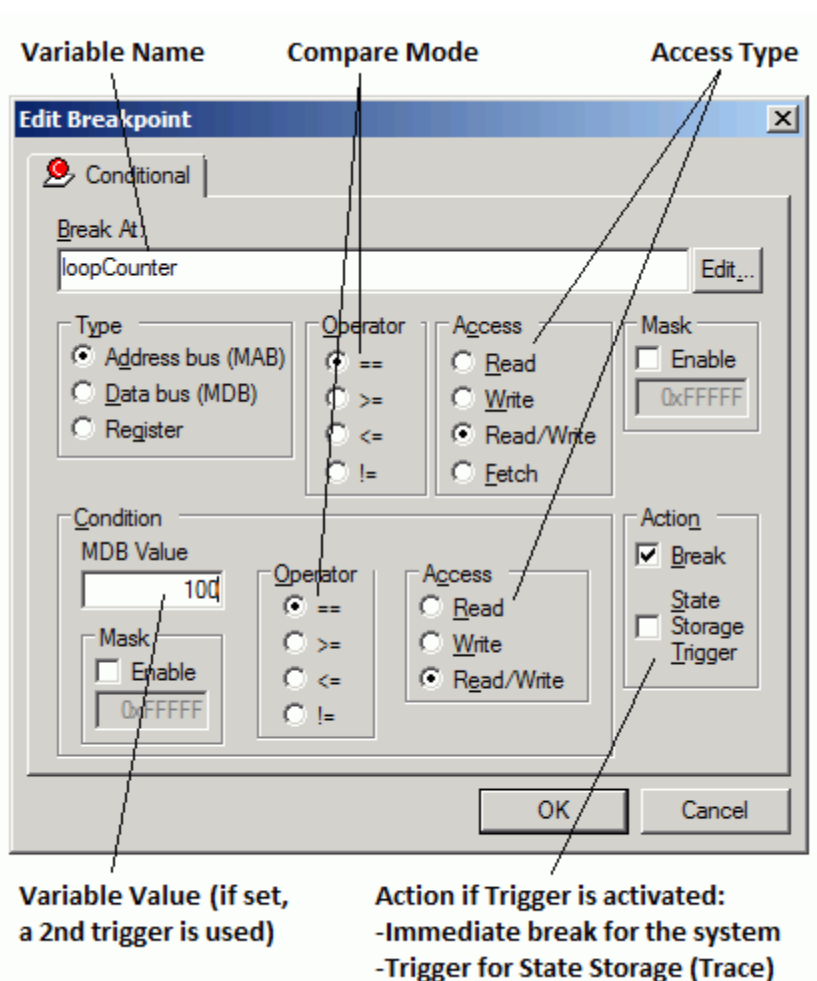 Variable Name Compare Mode Access Type
Edit Breakpoint
Conditional
Break At:
loopCounter Edit...
Type Operator Access Mask
Address bus (MAB) == Read Enable
Data bus (MDB) >= Write 0xFFFFF
Register <= Read/Write
!= Fetch
Condition Action
MDB Value Break
100 Operator Access State
== Read Storage
Mask >= Write Trigger
Enable <= Read/Write
0xFFFFF !=
OK Cancel
Variable Value (if set, Action if Trigger is activated:
a 2nd trigger is used) -Immediate break for the system
-Trigger for State Storage (Trace)